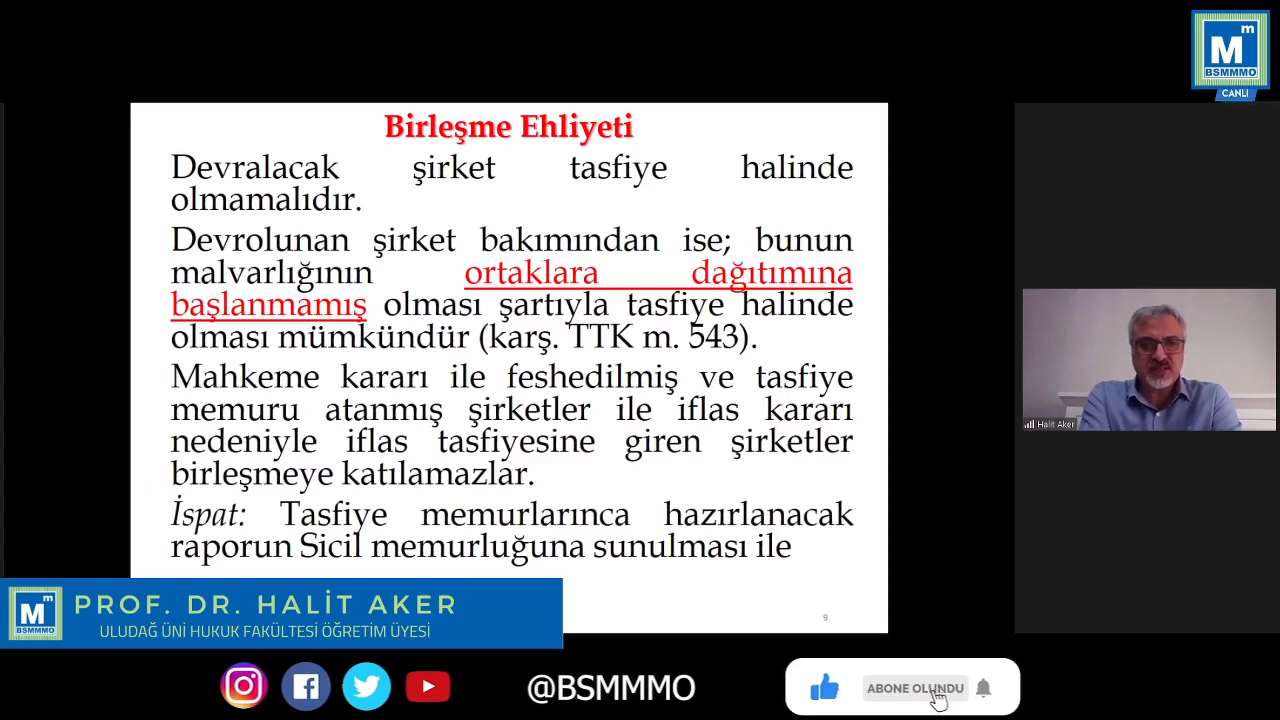 Mm
BSMMMO
CANLI
Birleşme Ehliyeti
Devralacak şirket tasfiye halinde
olmamalıdır.
Devrolunan şirket bakımından ise; bunun
malvarlığının ortaklara dağıtımına
başlanmamış olması şartıyla tasfiye halinde
olması mümkündür (karş. TTK m. 543).
Mahkeme kararı ile feshedilmiş ve tasfiye
memuru atanmış şirketler ile iflas kararı
nedeniyle iflas tasfiyesine giren şirketler
birleşmeye katılamazlar.
İspat: Tasfiye memurlarınca hazırlanacak
raporun Sicil memurluğuna sunulması ile
9
Halit Aker
Mm
BSMMMO
PROF. DR. HALİT AKER
ULUDAĞ ÜNİ HUKUK FAKÜLTESİ ÖĞRETİM ÜYESİ
@BSMMMO
ABONE OLUNDU